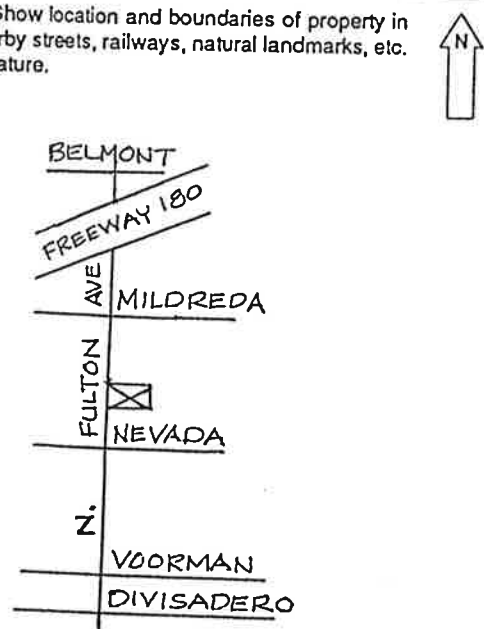 Show location and boundaries of property in
rby streets, railways, natural landmarks, etc.
ature.
N
BELMONT
FREEWAY 180
MILDREDA
N. FULTON AVE
NEVADA
VOORMAN
DIVISADERO